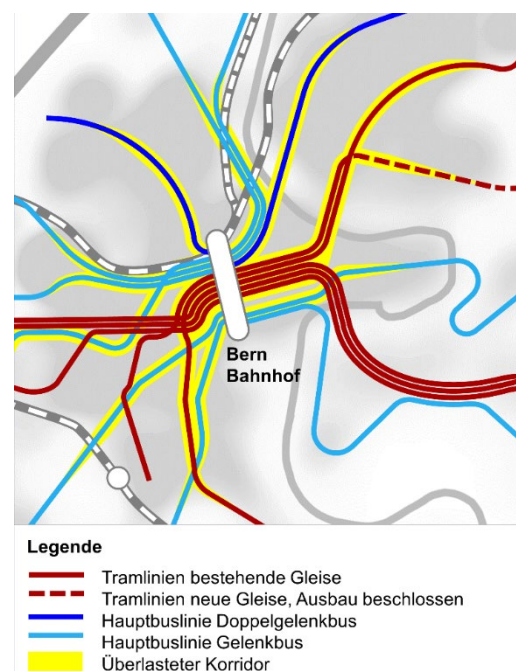 Bern
Bahnhof
Legende
Tramlinien bestehende Gleise
Tramlinien neue Gleise, Ausbau beschlossen
Hauptbuslinie Doppelgelenkbus
Hauptbuslinie Gelenkbus
Überlasteter Korridor